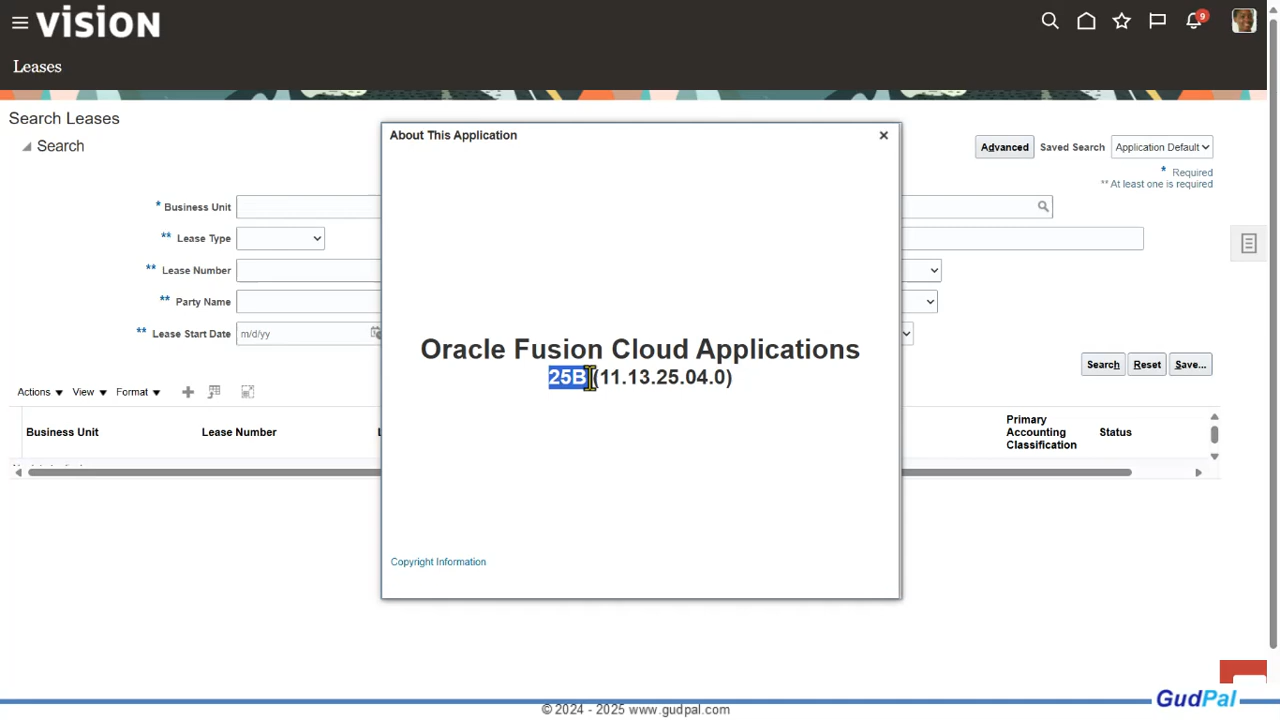 VISION
9
Leases
Search Leases
Search
About This Application
Advanced
Saved Search
Application Default
* Required
** At least one is required
* Business Unit
** Lease Type
** Lease Number
** Party Name
** Lease Start Date
m/d/yy
Oracle Fusion Cloud Applications
25B (11.13.25.04.0)
Search
Reset
Save...
Actions
View
Format
Business Unit
Lease Number
Primary
Accounting
Classification
Status
Copyright Information
GudPal
© 2024 - 2025 www.gudpal.com